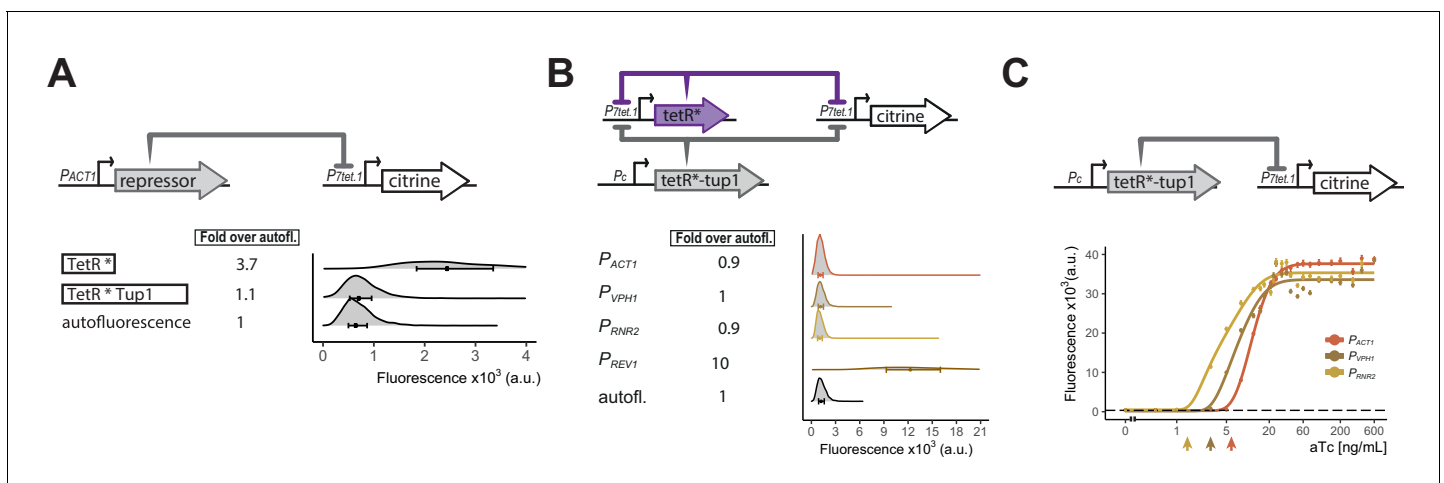 A
PACT1
repressor
P7tet.1
citrine
Fold over autofl.
TetR* 3.7
TetR* Tup1 1.1
autofluorescence 1
0 1 2 3 4
Fluorescence x10³ (a.u.)
B
P7tet.1
tetR*
P7tet.1
citrine
Pc
tetR*-tup1
Fold over autofl.
PACT1 0.9
PVPH1 1
PRNR2 0.9
PREV1 10
autofl. 1
0 3 6 9 12 15 18 21
Fluorescence x10³ (a.u.)
C
Pc
tetR*-tup1
P7tet.1
citrine
Fluorescence x10³(a.u.)
40
30
20
10
0
PACT1
PVPH1
PRNR2
0 1 5 20 60 200 600
aTc [ng/mL]